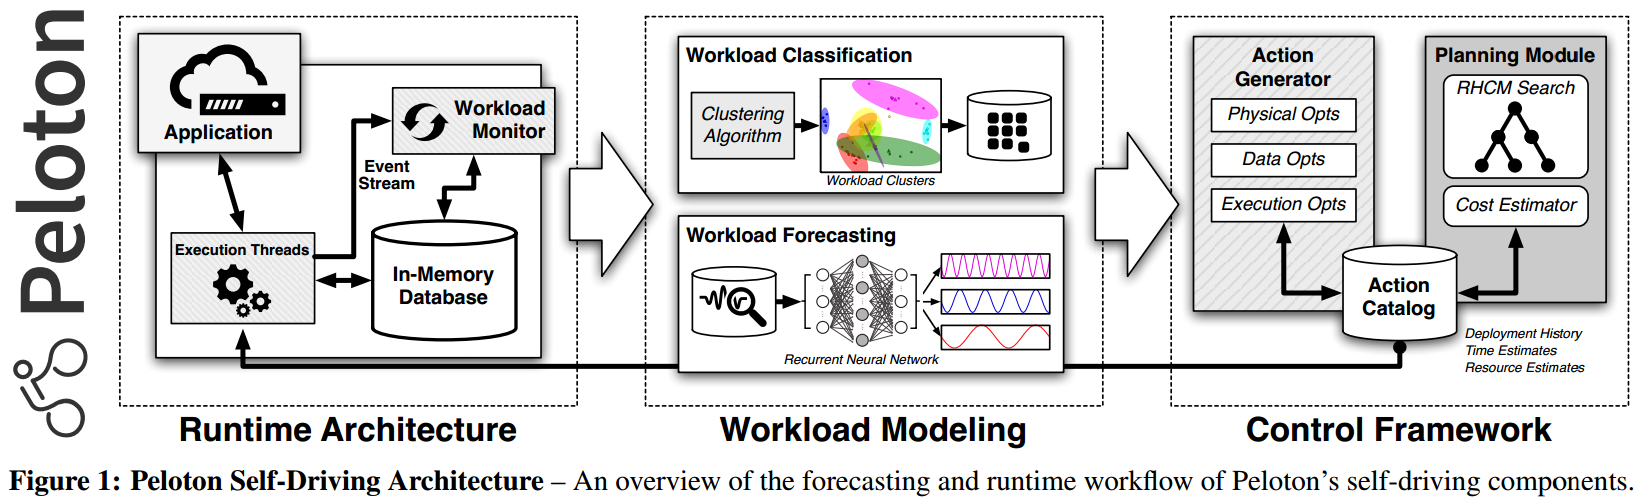 Peloton
Application
Workload
Monitor
Event
Stream
Execution Threads
In-Memory
Database
Runtime Architecture
Workload Classification
Clustering
Algorithm
Workload Clusters
Workload Forecasting
Recurrent Neural Network
Workload Modeling
Action
Generator
Physical Opts
Data Opts
Execution Opts
Planning Module
RHCM Search
Cost Estimator
Action
Catalog
Deployment History
Time Estimates
Resource Estimates
Control Framework
Figure 1: Peloton Self-Driving Architecture – An overview of the forecasting and runtime workflow of Peloton's self-driving components.